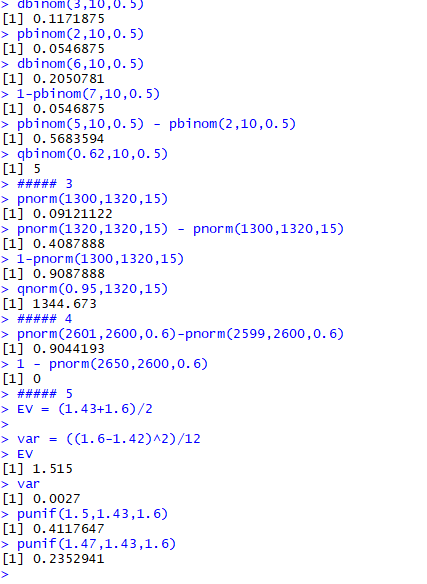 > dbinom(3,10,0.5)
[1] 0.1171875
> pbinom(2,10,0.5)
[1] 0.0546875
> dbinom(6,10,0.5)
[1] 0.2050781
> 1-pbinom(7,10,0.5)
[1] 0.0546875
> pbinom(5,10,0.5) - pbinom(2,10,0.5)
[1] 0.5683594
> qbinom(0.62,10,0.5)
[1] 5
> ##### 3
> pnorm(1300,1320,15)
[1] 0.09121122
> pnorm(1320,1320,15) - pnorm(1300,1320,15)
[1] 0.4087888
> 1-pnorm(1300,1320,15)
[1] 0.9087888
> qnorm(0.95,1320,15)
[1] 1344.673
> ##### 4
> pnorm(2601,2600,0.6)-pnorm(2599,2600,0.6)
[1] 0.9044193
> 1 - pnorm(2650,2600,0.6)
[1] 0
> ##### 5
> EV = (1.43+1.6)/2
>
> var = ((1.6-1.42)^2)/12
> EV
[1] 1.515
> var
[1] 0.0027
> punif(1.5,1.43,1.6)
[1] 0.4117647
> punif(1.47,1.43,1.6)
[1] 0.2352941
>